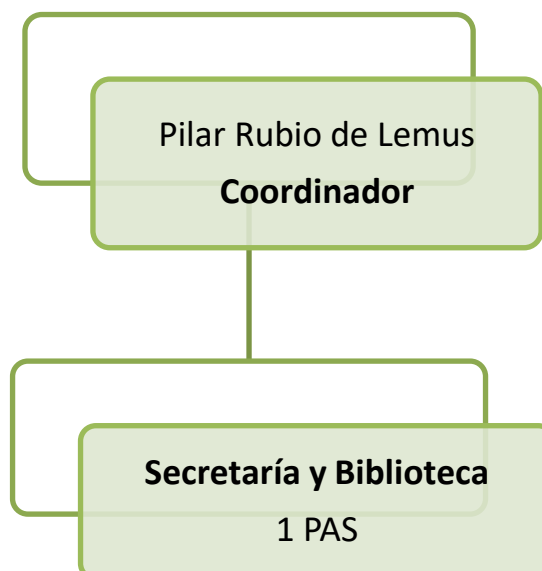 Pilar Rubio de Lemus
Coordinador
Secretaría y Biblioteca
1 PAS